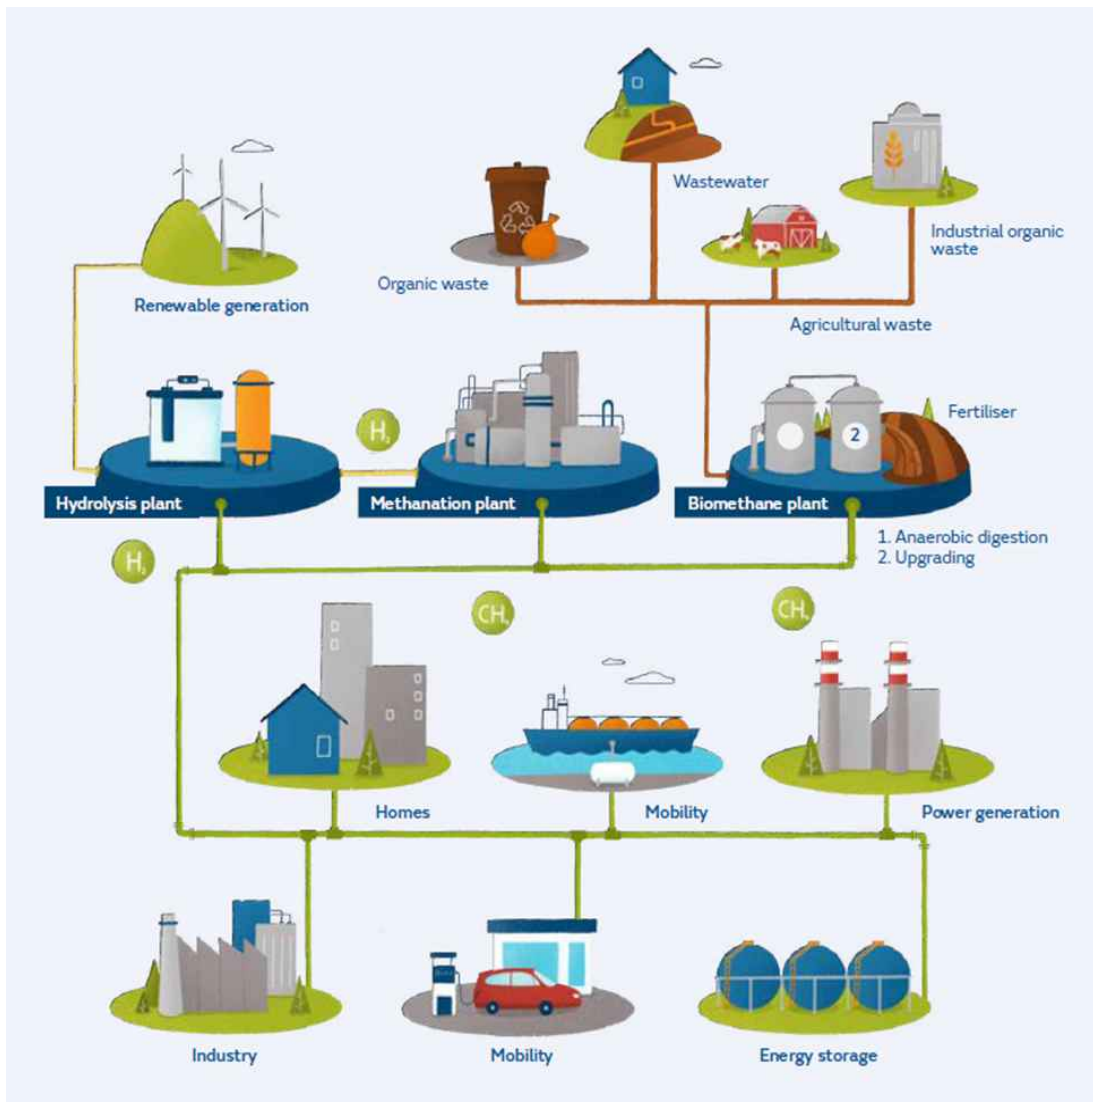 Wastewater
Renewable generation
Organic waste
Industrial organic
waste
Agricultural waste
H₂
Fertiliser
2
Hydrolysis plant
Methanation plant
Biomethane plant
1. Anaerobic digestion
2. Upgrading
H₂
CH₄
CH₄
Homes
Mobility
Power generation
Industry
Mobility
Energy storage